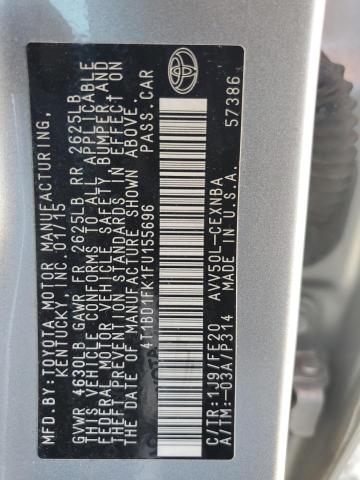 MFD. BY:TOYOTA MOTOR MANUFACTURING,
KENTUCKY, INC. 01/15
GVWR 4630LB GAWR FR 2625LB RR 2625LB
THIS VEHICLE CONFORMS TO ALL APPLICABLE
FEDERAL MOTOR VEHICLE SAFETY, BUMPER, AND
THEFT PREVENTION STANDARDS IN EFFECT ON
THE DATE OF MANUFACTURE SHOWN ABOVE.
4T1BD1FK1FU155696 PASS.CAR
C/TR:1J9/FE20 AVV50L-CEXNBA
A/TM:-03A/P314 U.S.A.
57386